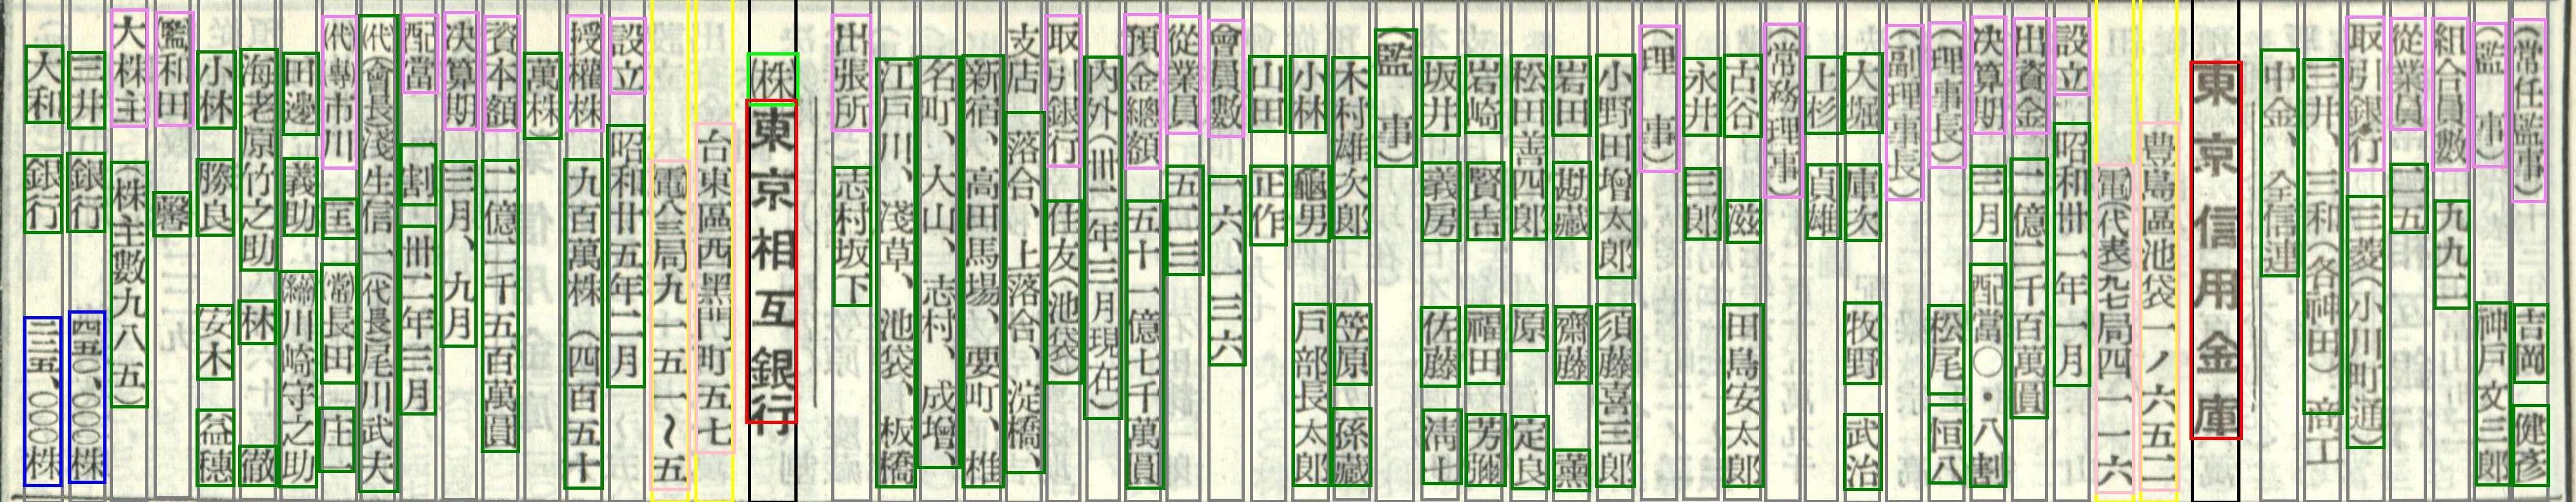 (常任監事) 吉岡 健彦
(監事) 神戸文三郎
組合員數 九九七
從業員 二五
取引銀行 三菱(小川町通)
三井、三和(各神田)商工
中金、全信連
東京信用金庫
豊島區池袋一ノ六五二
電(代表)九七局四一一六
設立 昭和卅一年一月
出資金 二億二千百萬圓
決算期 三月 配當〇・八割
(理事長) 松尾 恒八
(副理事長)
大堀 庫次 牧野 武治
上杉 貞雄
(常務理事)
古谷 滋 田島安太郎
永井 三郎
(理事)
小野田増太郎 須藤喜三郎
岩田 勘藏 齋藤 薫
松田善四郎 原 定良
岩崎 賢吉 福田 芳彌
坂井 義房 佐藤 淸七
(監事)
木村雄次郎 笠原 孫藏
小林 龜男 戸部長太郎
山田 正作
會員數 一六、一三六
從業員 五一三
預金總額 五十一億七千萬圓
内外(卅二年三月現在)
取引銀行 住友(池袋)
支店 落合、上落合、淀橋、
新宿、高田馬場、要町、椎
名町、大山、志村、成增、
江戸川、淺草、池袋、板橋
出張所 志村坂下
(株)東京相互銀行
台東區西黑門町五七
電(代)八三局九一五一~五
設立 昭和廿五年二月
授權株 九百萬株(四百五十
萬株)
資本額 二億二千五百萬圓
決算期 三月、九月
配當 一割 卅二年三月
(代會長)淺生信一(代社長)尾川武夫
(代專)市川 匡 (常)長田 庄一
田邊 義助 (締)川崎守之助
海老原竹之助 林 徹
小林 勝良 安木 益穗
(監)和田 馨
大株主 (株主數九八五)
三井 銀行 四五〇、〇〇〇株
大和 銀行 二三五、〇〇〇株